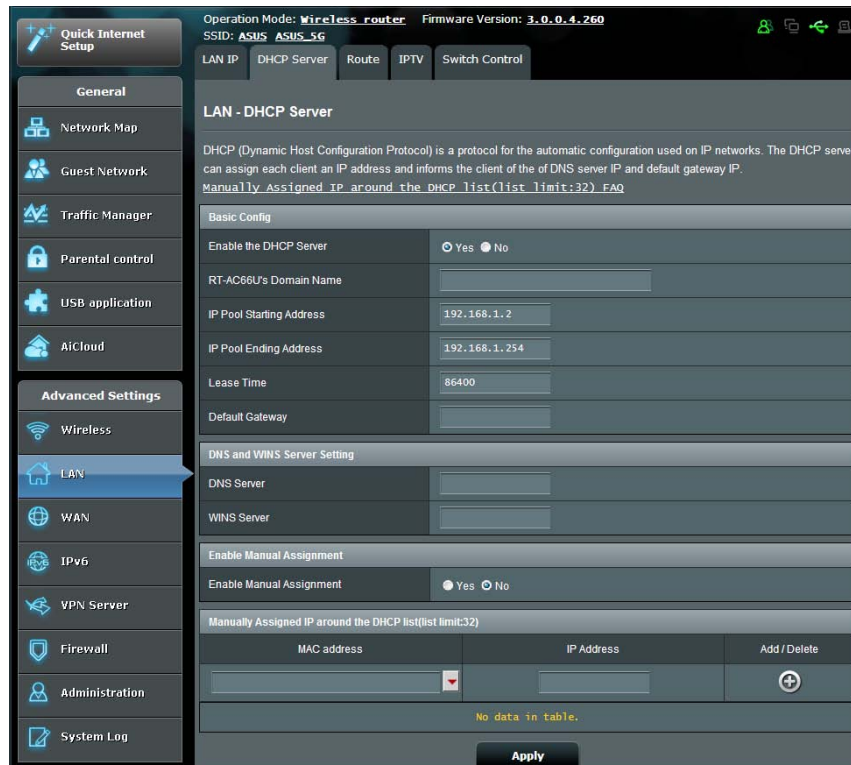 Operation Mode: Wireless router Firmware Version: 3.0.0.4.260
SSID: ASUS ASUS_5G
Quick Internet
Setup
General
Network Map
Guest Network
Traffic Manager
Parental control
USB application
AiCloud
Advanced Settings
Wireless
LAN
WAN
IPv6
VPN Server
Firewall
Administration
System Log
LAN IP DHCP Server Route IPTV Switch Control
LAN - DHCP Server
DHCP (Dynamic Host Configuration Protocol) is a protocol for the automatic configuration used on IP networks. The DHCP serve
can assign each client an IP address and informs the client of the of DNS server IP and default gateway IP.
Manually Assigned IP around the DHCP list(list limit:32) FAQ
Basic Config
Enable the DHCP Server Yes No
RT-AC66U's Domain Name
IP Pool Starting Address 192.168.1.2
IP Pool Ending Address 192.168.1.254
Lease Time 86400
Default Gateway
DNS and WINS Server Setting
DNS Server
WINS Server
Enable Manual Assignment
Enable Manual Assignment Yes No
Manually Assigned IP around the DHCP list(list limit:32)
MAC address IP Address Add / Delete
No data in table.
Apply